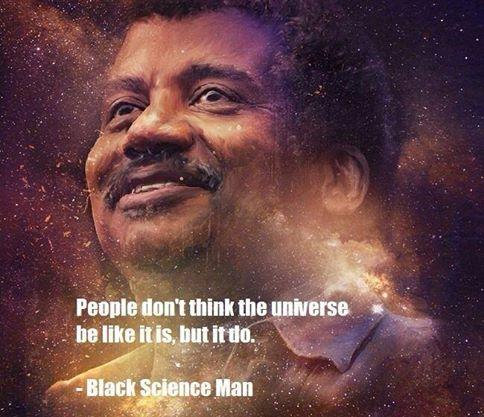 People don't think the universe
be like it is, but it do.
- Black Science Man